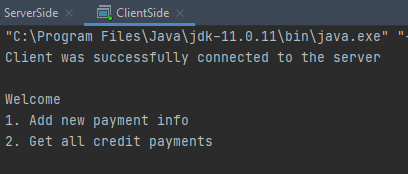 ServerSide × ClientSide ×
"C:\Program Files\Java\jdk-11.0.11\bin\java.exe" "-
Client was successfully connected to the server
Welcome
1. Add new payment info
2. Get all credit payments